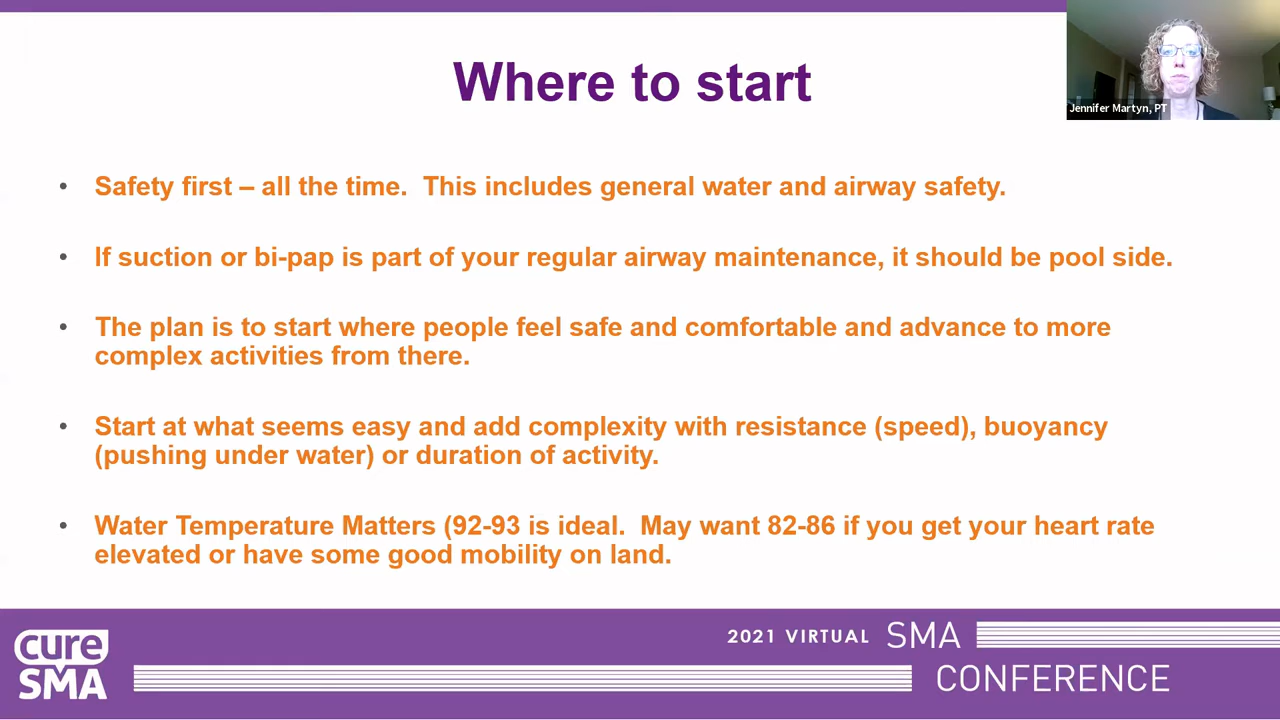 Where to start
Jennifer Martyn, PT
• Safety first – all the time.  This includes general water and airway safety.
• If suction or bi-pap is part of your regular airway maintenance, it should be pool side.
• The plan is to start where people feel safe and comfortable and advance to more
complex activities from there.
• Start at what seems easy and add complexity with resistance (speed), buoyancy
(pushing under water) or duration of activity.
• Water Temperature Matters (92-93 is ideal.  May want 82-86 if you get your heart rate
elevated or have some good mobility on land.
cure
SMA
2021 VIRTUAL SMA
CONFERENCE